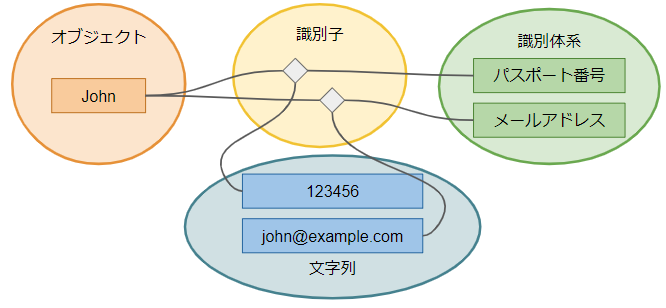 オブジェクト
John
識別子
識別体系
パスポート番号
メールアドレス
123456
john@example.com
文字列